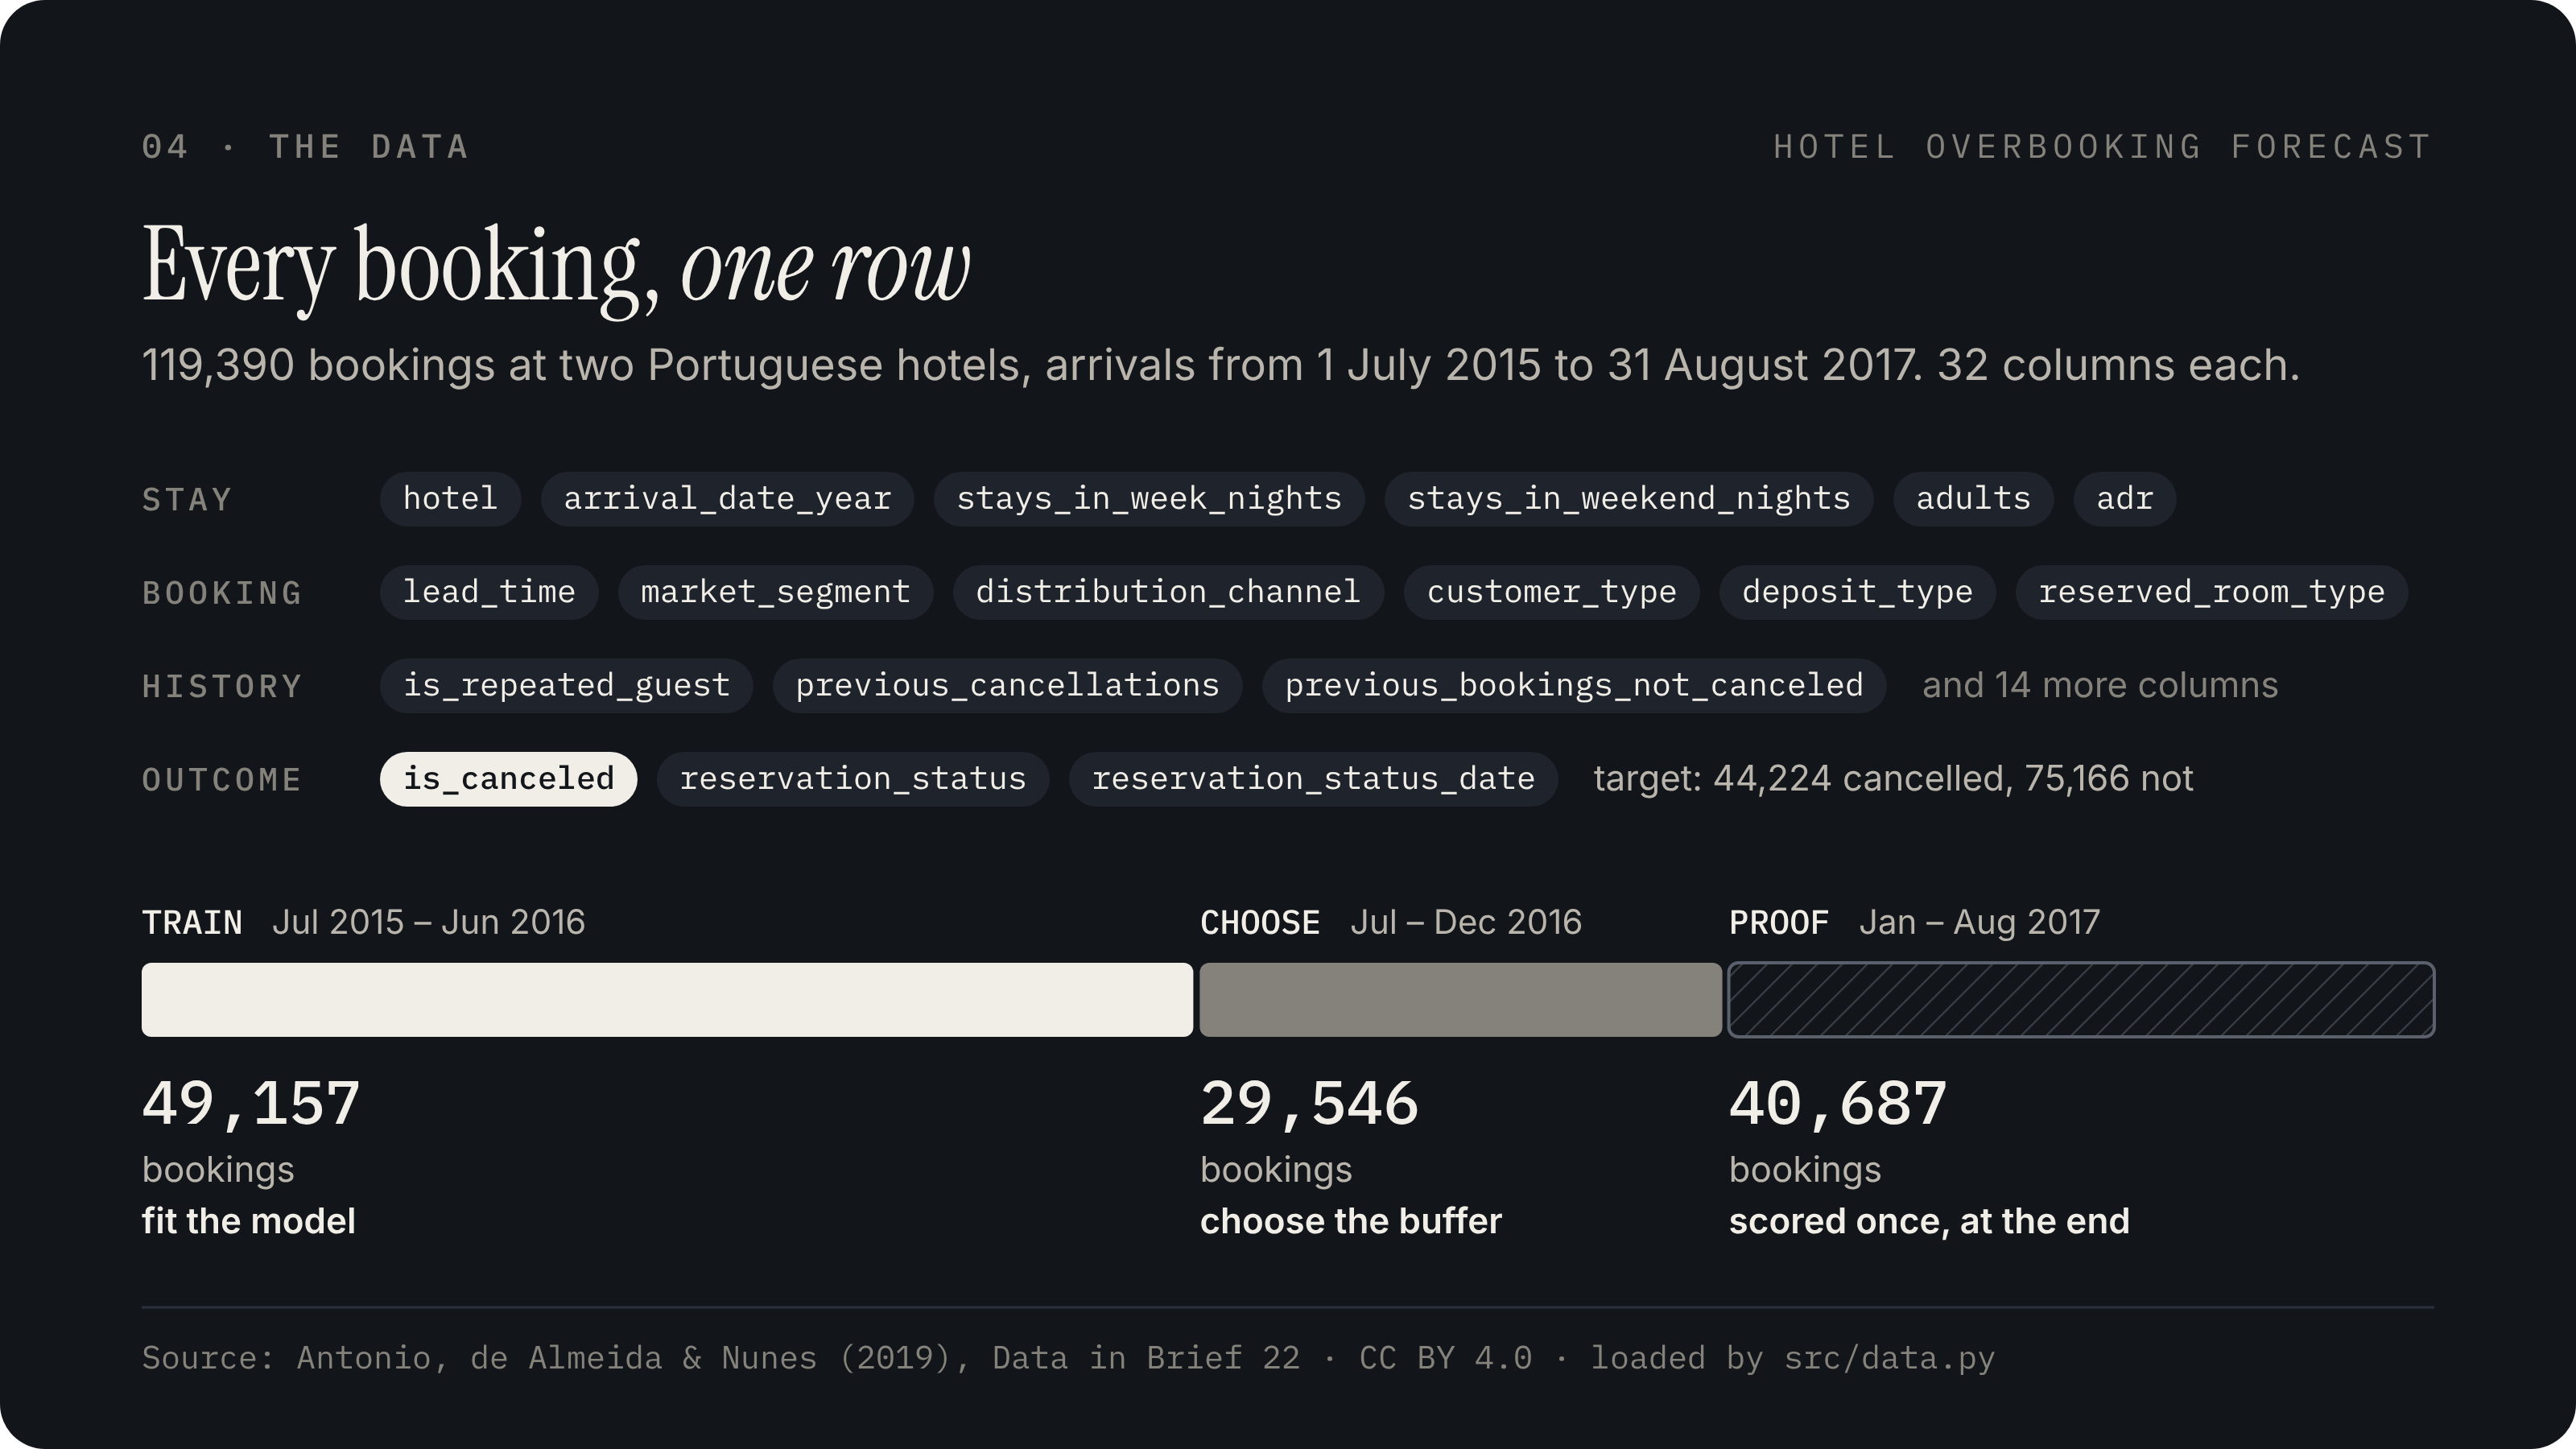 04 · THE DATA
HOTEL OVERBOOKING FORECAST
Every booking, one row
119,390 bookings at two Portuguese hotels, arrivals from 1 July 2015 to 31 August 2017. 32 columns each.
STAY hotel arrival_date_year stays_in_week_nights stays_in_weekend_nights adults adr
BOOKING lead_time market_segment distribution_channel customer_type deposit_type reserved_room_type
HISTORY is_repeated_guest previous_cancellations previous_bookings_not_canceled and 14 more columns
OUTCOME is_canceled reservation_status reservation_status_date target: 44,224 cancelled, 75,166 not
TRAIN Jul 2015 – Jun 2016
49,157
bookings
fit the model
CHOOSE Jul – Dec 2016
29,546
bookings
choose the buffer
PROOF Jan – Aug 2017
40,687
bookings
scored once, at the end
Source: Antonio, de Almeida & Nunes (2019), Data in Brief 22 · CC BY 4.0 · loaded by src/data.py